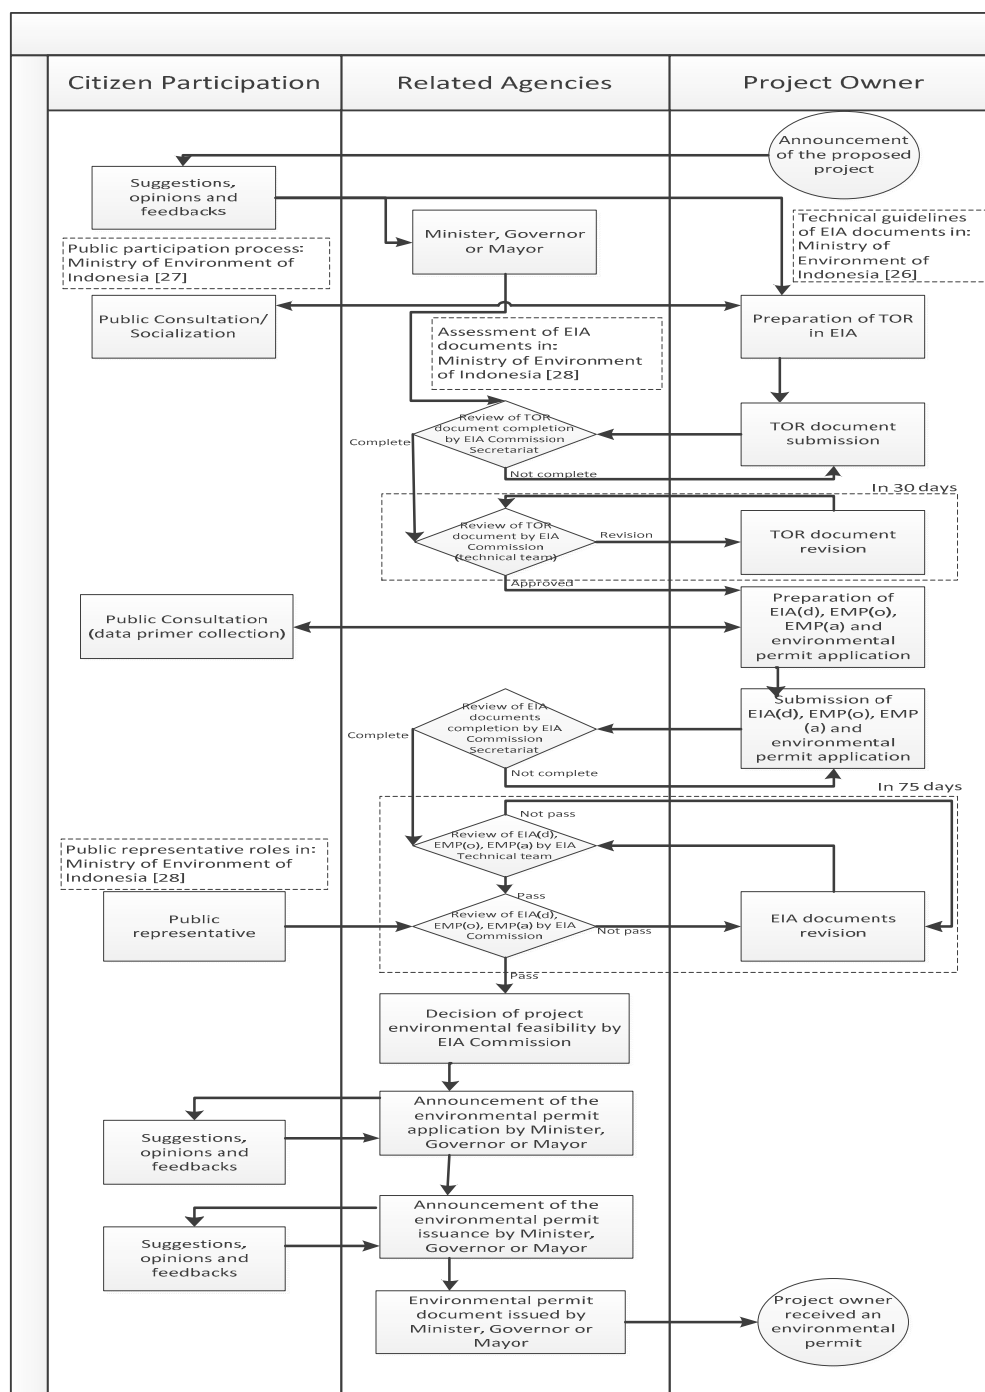 Citizen Participation
Related Agencies
Project Owner
Announcement
of the proposed
project
Suggestions,
opinions and
feedbacks
Minister, Governor
or Mayor
Technical guidelines
of EIA documents in:
Ministry of
Environment of
Indonesia [26]
Public participation process:
Ministry of Environment of
Indonesia [27]
Public Consultation/
Socialization
Preparation of TOR
in EIA
Assessment of EIA
documents in:
Ministry of Environment
of Indonesia [28]
Review of TOR
document completion
by EIA Commission
Secretariat
TOR document
submission
Complete
Not complete
In 30 days
Review of TOR
document by EIA
Commission
(technical team)
Revision
TOR document
revision
Approved
Public Consultation
(data primer collection)
Preparation of
EIA(d), EMP(o),
EMP(a) and
environmental
permit application
Review of EIA
documents
completion by EIA
Commission
Secretariat
Submission of
EIA(d), EMP(o), EMP
(a) and
environmental
permit application
Complete
Not complete
In 75 days
Not pass
Review of EIA(d),
EMP(o), EMP(a) by EIA
Technical team
Pass
Public representative roles in:
Ministry of Environment of
Indonesia [28]
Public
representative
Review of EIA(d),
EMP(o), EMP(a) by EIA
Commission
Not pass
EIA documents
revision
Pass
Decision of project
environmental feasibility by
EIA Commission
Announcement of the
environmental permit
application by Minister,
Governor or Mayor
Suggestions,
opinions and
feedbacks
Announcement of the
environmental permit
issuance by Minister,
Governor or Mayor
Suggestions,
opinions and
feedbacks
Environmental permit
document issued by
Minister, Governor or
Mayor
Project owner
received an
environmental
permit